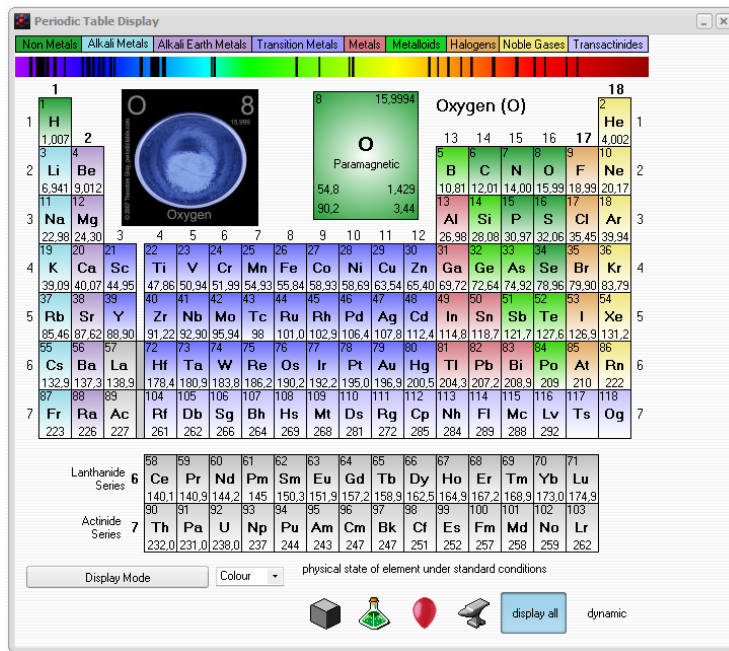 Periodic Table Display
Non Metals Alkali Metals Alkali Earth Metals Transition Metals Metals Metalloids Halogens Noble Gases Transactinides
1 18
O 8
15.999
© 2007 Theodore Gray, periodictable.com
Oxygen
8 15,9994
O
Paramagnetic
54,8 1,429
90,2 3,44
Oxygen (O)
1 2
1 H He 1
1,007 4,002
2 13 14 15 16 17
3 4 5 6 7 8 9 10
2 Li Be B C N O F Ne 2
6,941 9,012 10,81 12,01 14,00 15,99 18,99 20,17
11 12 13 14 15 16 17 18
3 Na Mg Al Si P S Cl Ar 3
22,98 24,30 26,98 28,08 30,97 32,06 35,45 39,94
3 4 5 6 7 8 9 10 11 12
19 20 21 22 23 24 25 26 27 28 29 30 31 32 33 34 35 36
4 K Ca Sc Ti V Cr Mn Fe Co Ni Cu Zn Ga Ge As Se Br Kr 4
39,09 40,07 44,95 47,86 50,94 51,99 54,93 55,84 58,93 58,69 63,54 65,40 69,72 72,64 74,92 78,96 79,90 83,79
37 38 39 40 41 42 43 44 45 46 47 48 49 50 51 52 53 54
5 Rb Sr Y Zr Nb Mo Tc Ru Rh Pd Ag Cd In Sn Sb Te I Xe 5
85,46 87,62 88,90 91,22 92,90 95,94 98 101,0 102,9 106,4 107,8 112,4 114,8 118,7 121,7 127,6 126,9 131,2
55 56 57 72 73 74 75 76 77 78 79 80 81 82 83 84 85 86
6 Cs Ba La Hf Ta W Re Os Ir Pt Au Hg Tl Pb Bi Po At Rn 6
132,9 137,3 138,9 178,4 180,9 183,8 186,2 190,2 192,2 195,0 196,9 200,5 204,3 207,2 208,9 209 210 222
87 88 89 104 105 106 107 108 109 110 111 112 113 114 115 116 117 118
7 Fr Ra Ac Rf Db Sg Bh Hs Mt Ds Rg Cp Nh Fl Mc Lv Ts Og 7
223 226 227 261 262 266 264 269 268 281 272 285 284 289 288 292
58 59 60 61 62 63 64 65 66 67 68 69 70 71
Lanthanide Series 6 Ce Pr Nd Pm Sm Eu Gd Tb Dy Ho Er Tm Yb Lu
140,1 140,9 144,2 145 150,3 151,9 157,2 158,9 162,5 164,9 167,2 168,9 173,0 174,9
90 91 92 93 94 95 96 97 98 99 100 101 102 103
Actinide Series 7 Th Pa U Np Pu Am Cm Bk Cf Es Fm Md No Lr
232,0 231,0 238,0 237 244 243 247 247 251 252 257 258 259 262
Display Mode Colour physical state of element under standard conditions
display all dynamic